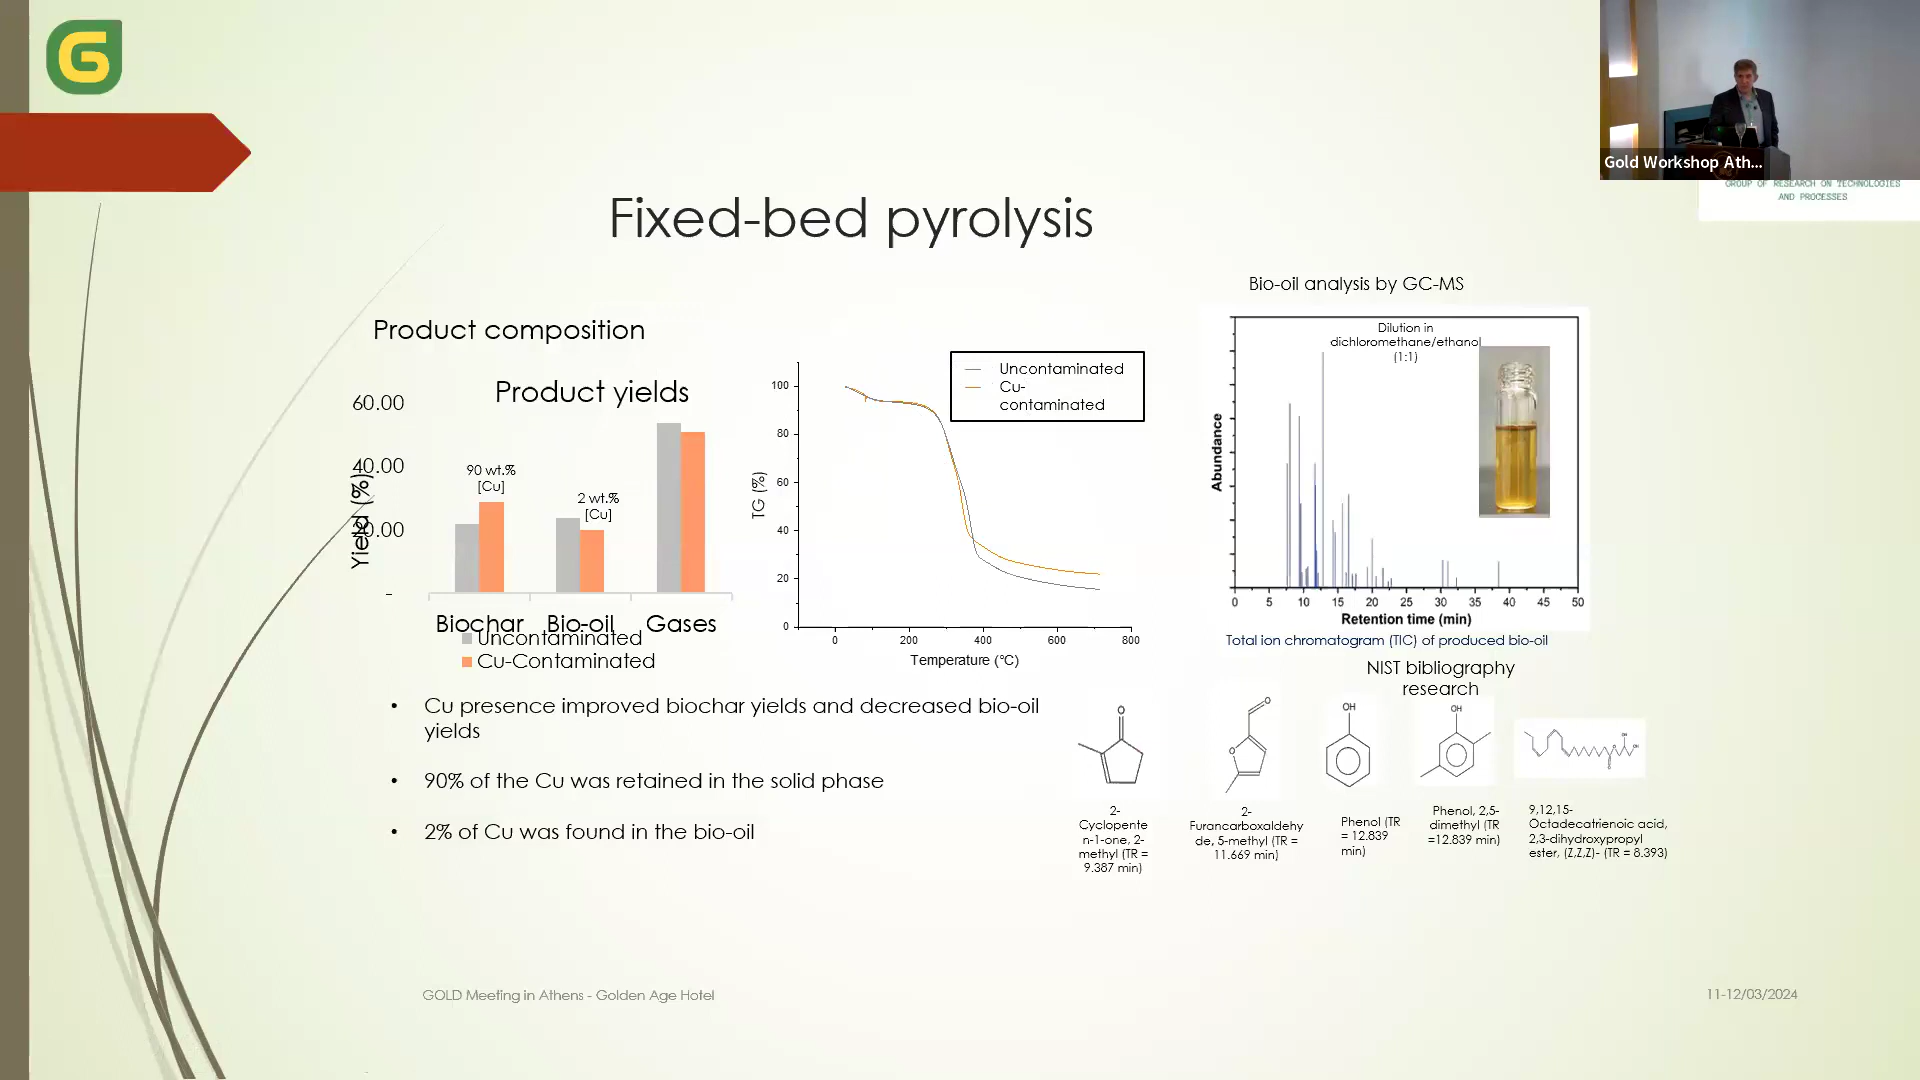 G
Gold Workshop Ath...
GROUP OF RESEARCH ON TECHNOLOGIES
AND PROCESSES
Fixed-bed pyrolysis
Product composition
Product yields
Yield (%)
60.00
40.00
20.00
-
90 wt.%
[Cu]
2 wt.%
[Cu]
Biochar Bio-oil Gases
Uncontaminated
Cu-Contaminated
Uncontaminated
Cu-
contaminated
TG (%)
100
80
60
40
20
0
0 200 400 600 800
Temperature (°C)
Bio-oil analysis by GC-MS
Dilution in
dichloromethane/ethanol
(1:1)
Abundance
0 5 10 15 20 25 30 35 40 45 50
Retention time (min)
Total ion chromatogram (TIC) of produced bio-oil
NIST bibliography
research
• Cu presence improved biochar yields and decreased bio-oil
yields
• 90% of the Cu was retained in the solid phase
• 2% of Cu was found in the bio-oil
O
O
O
OH
OH
2-
Cyclopente
n-1-one, 2-
methyl (TR =
9.387 min)
2-
Furancarboxaldehy
de, 5-methyl (TR =
11.669 min)
Phenol (TR
= 12.839
min)
Phenol, 2,5-
dimethyl (TR
=12.839 min)
9,12,15-
Octadecatrienoic acid,
2,3-dihydroxypropyl
ester, (Z,Z,Z)- (TR = 8.393)
GOLD Meeting in Athens - Golden Age Hotel
11-12/03/2024